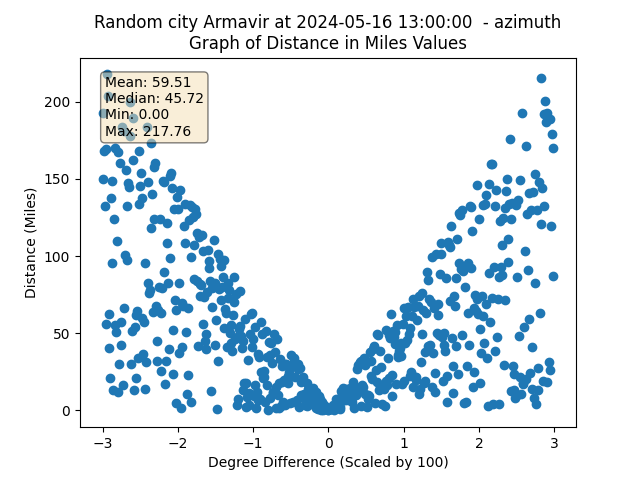 Random city Armavir at 2024-05-16 13:00:00  - azimuth
Graph of Distance in Miles Values
Mean: 59.51
Median: 45.72
Min: 0.00
Max: 217.76
Distance (Miles)
200
150
100
50
0
−3 −2 −1 0 1 2 3
Degree Difference (Scaled by 100)